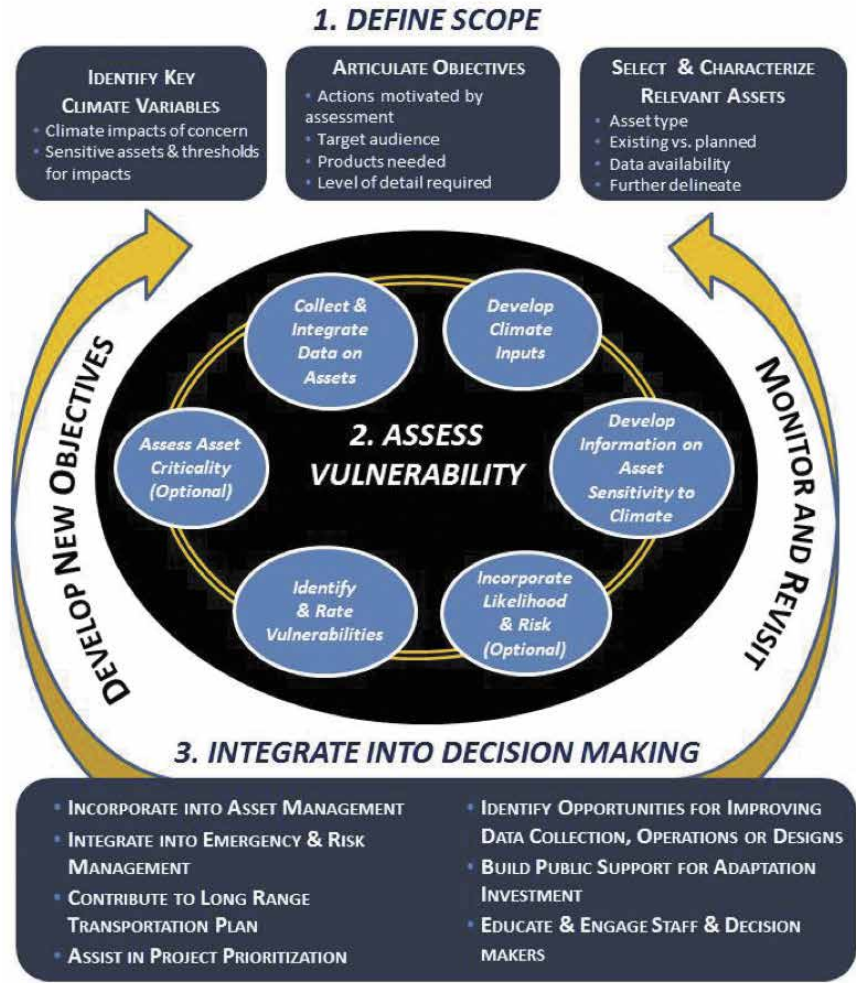 1. DEFINE SCOPE
IDENTIFY KEY
CLIMATE VARIABLES
• Climate impacts of concern
• Sensitive assets & thresholds
for impacts
ARTICULATE OBJECTIVES
• Actions motivated by
assessment
• Target audience
• Products needed
• Level of detail required
SELECT & CHARACTERIZE
RELEVANT ASSETS
• Asset type
• Existing vs. planned
• Data availability
• Further delineate
DEVELOP NEW OBJECTIVES
MONITOR AND REVISIT
2. ASSESS
VULNERABILITY
Collect &
Integrate
Data on
Assets
Develop
Climate
Inputs
Develop
Information on
Asset
Sensitivity to
Climate
Incorporate
Likelihood
& Risk
(Optional)
Identify
& Rate
Vulnerabilities
Assess Asset
Criticality
(Optional)
3. INTEGRATE INTO DECISION MAKING
• INCORPORATE INTO ASSET MANAGEMENT
• INTEGRATE INTO EMERGENCY & RISK
MANAGEMENT
• CONTRIBUTE TO LONG RANGE
TRANSPORTATION PLAN
• ASSIST IN PROJECT PRIORITIZATION
• IDENTIFY OPPORTUNITIES FOR IMPROVING
DATA COLLECTION, OPERATIONS OR DESIGNS
• BUILD PUBLIC SUPPORT FOR ADAPTATION
INVESTMENT
• EDUCATE & ENGAGE STAFF & DECISION
MAKERS